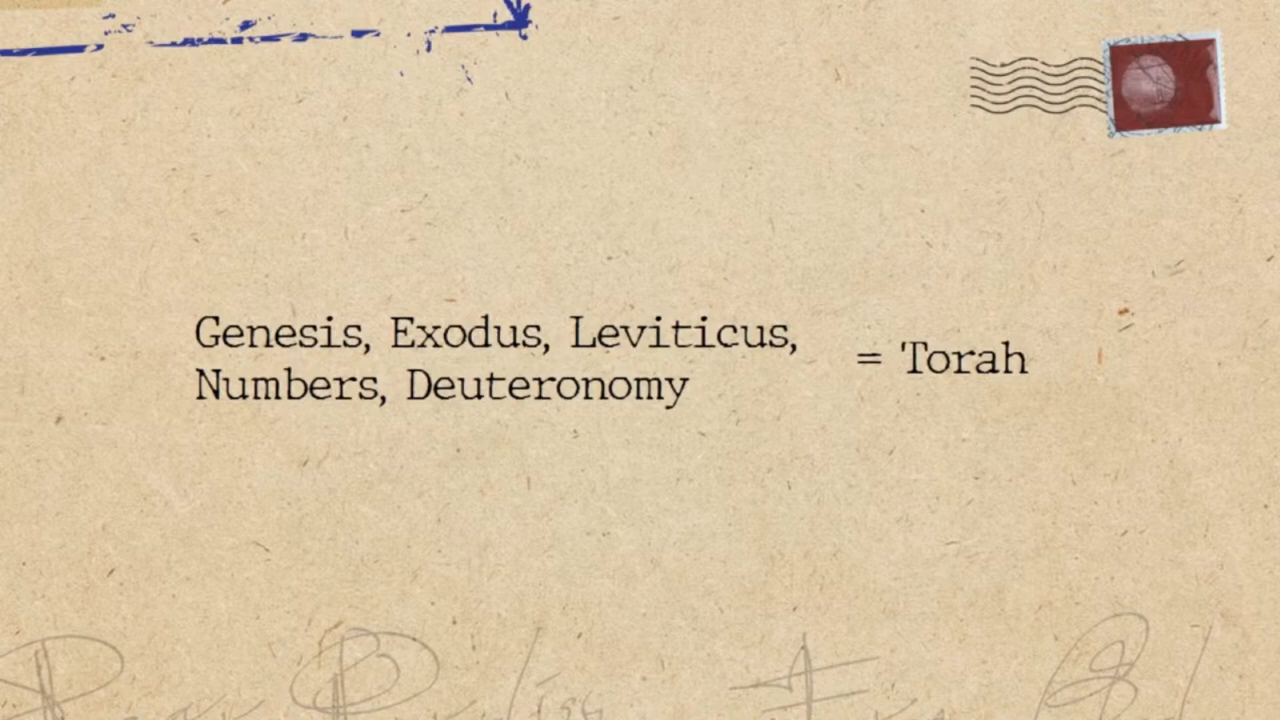 Genesis, Exodus, Leviticus,
Numbers, Deuteronomy
= Torah